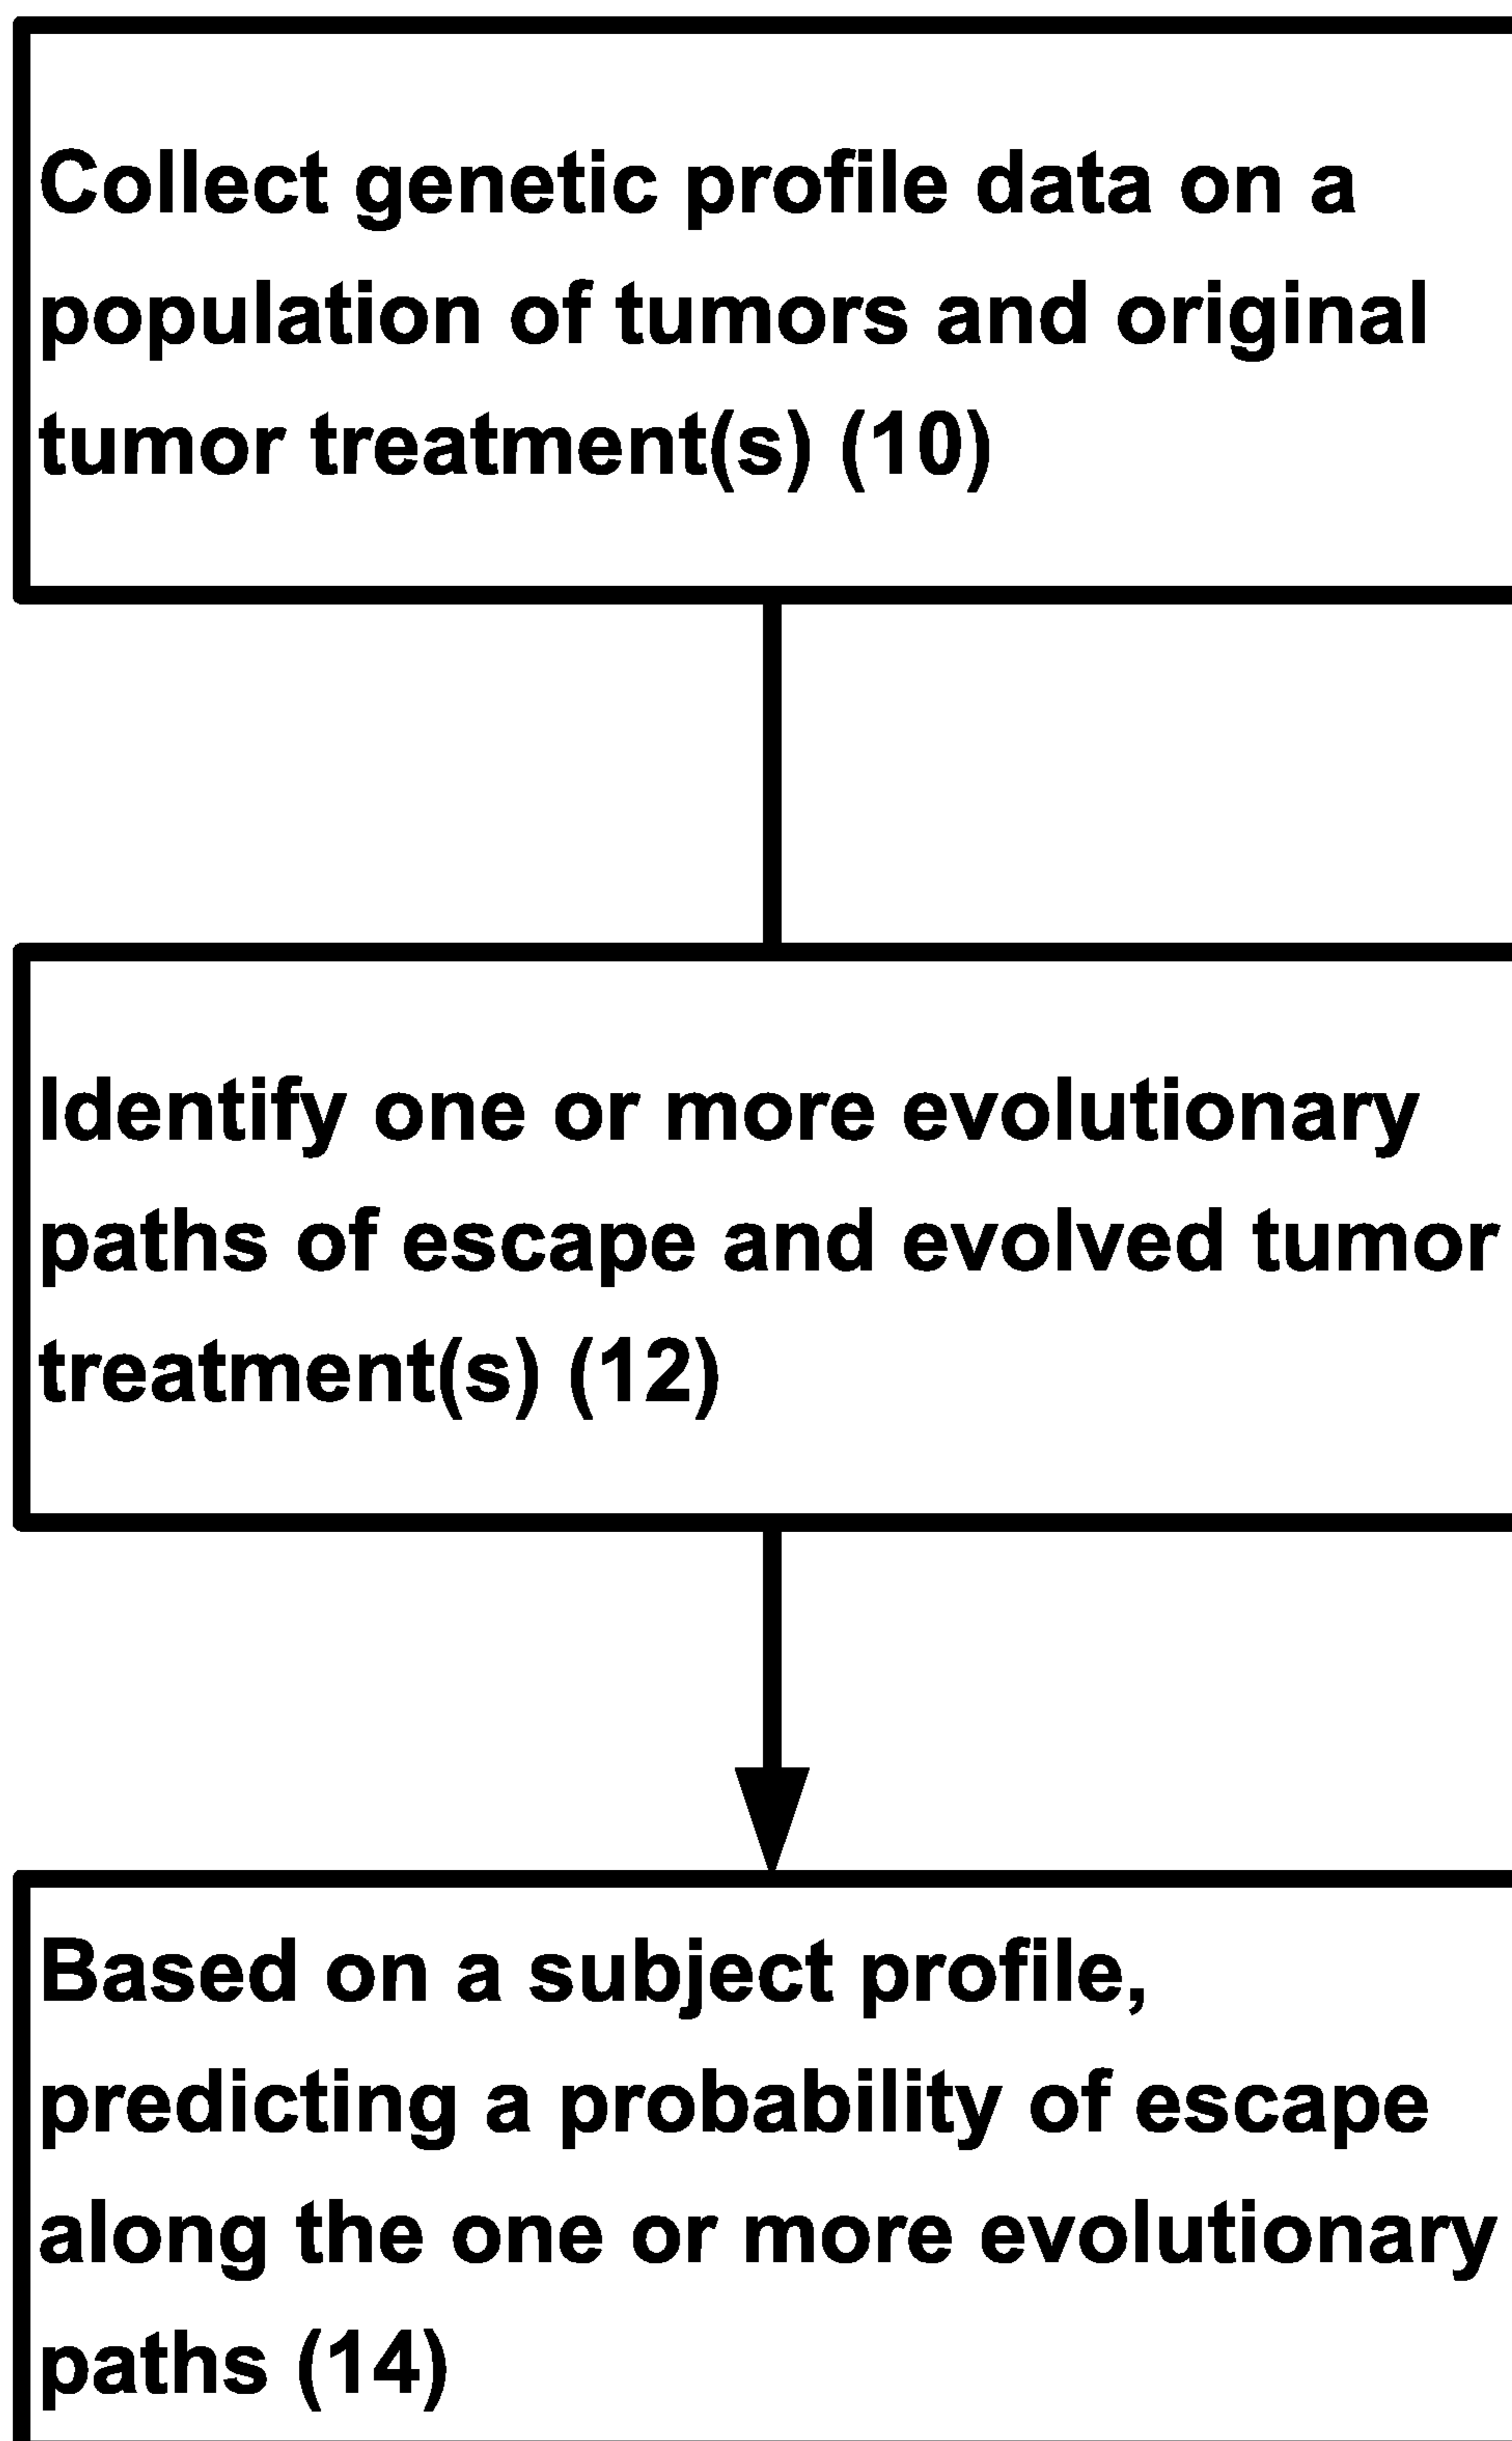 Collect genetic profile data on a
population of tumors and original
tumor treatment(s) (10)
Identify one or more evolutionary
paths of escape and evolved tumor
treatment(s) (12)
Based on a subject profile,
predicting a probability of escape
along the one or more evolutionary
paths (14)